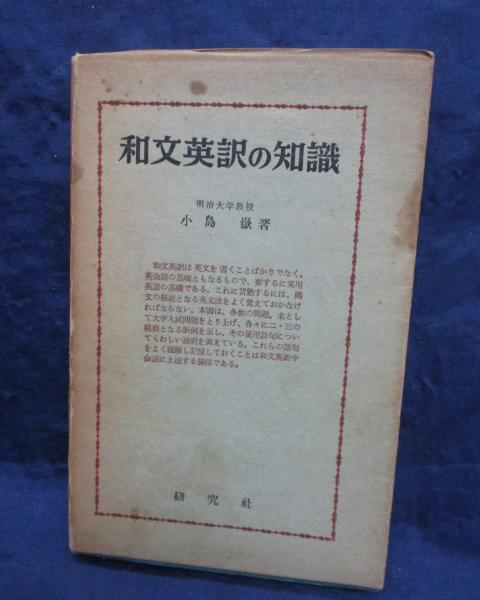 和文英訳の知識
明治大学教授
小島 嶽著
和文英訳は英文を書くことばかりでなく、
英会話の基礎ともなるもので、要するに実用
英語の基礎である。これに習熟するには、構
文の根底となる英文法をよく覚えておかなけ
ればならない。本書は、多数の問題、主とし
て大学入試問題をとり上げ、各々に二・三の
模範となる訳例を示し、その使用語句につい
てくわしい説明を与えている。これらの語句
をよく理解し記憶しておくことは和文英訳や
会話に上達する捷径である。
研究社